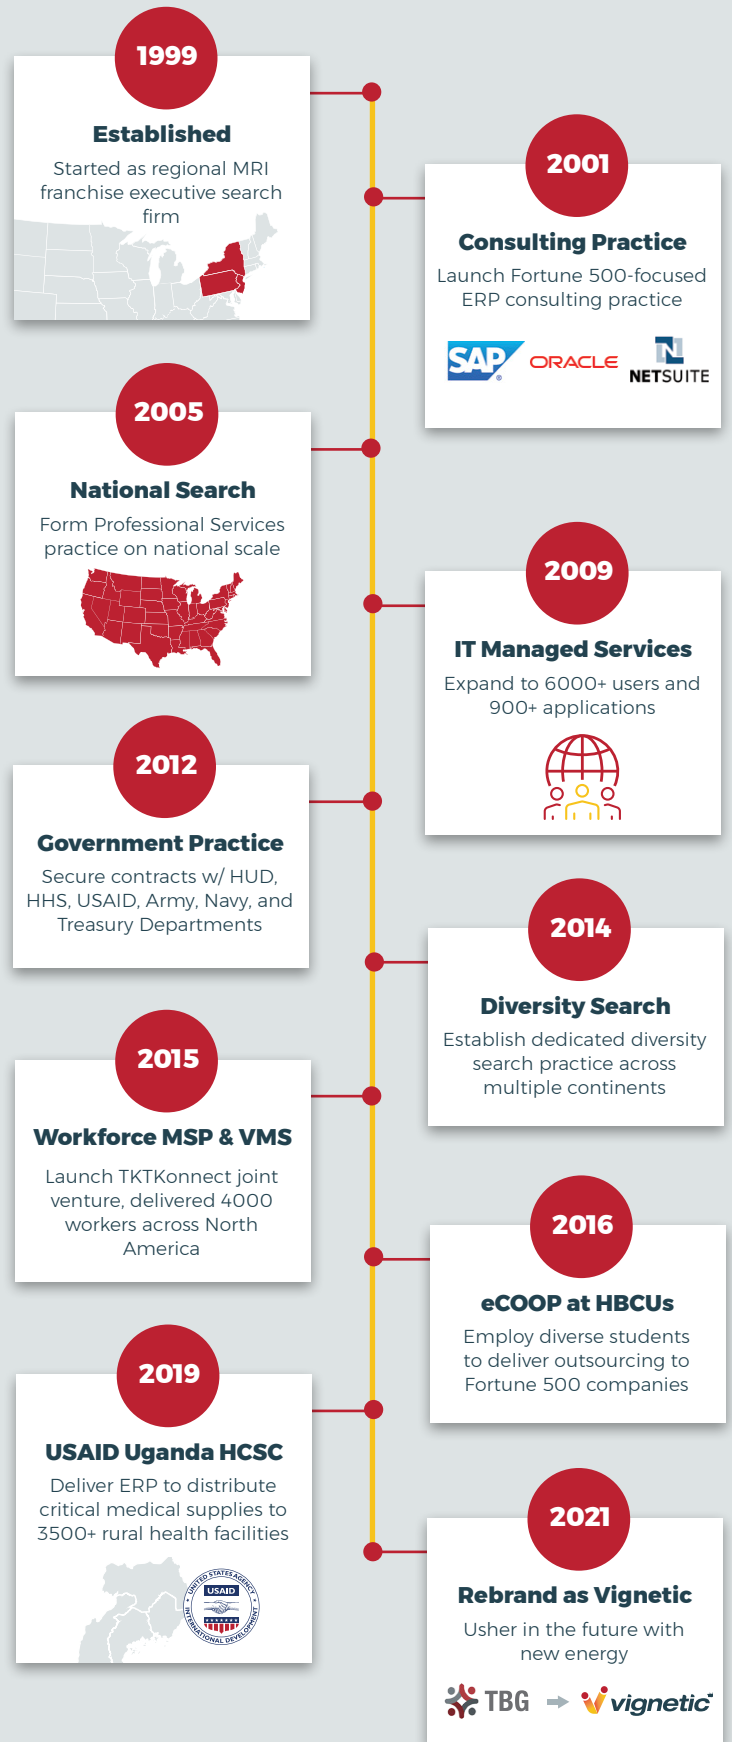 1999
Established
Started as regional MRI
franchise executive search
firm
2001
Consulting Practice
Launch Fortune 500-focused
ERP consulting practice
SAP
®
ORACLE
N
NETSUITE
2005
National Search
Form Professional Services
practice on national scale
2009
IT Managed Services
Expand to 6000+ users and
900+ applications
2012
Government Practice
Secure contracts w/ HUD,
HHS, USAID, Army, Navy, and
Treasury Departments
2014
Diversity Search
Establish dedicated diversity
search practice across
multiple continents
2015
Workforce MSP & VMS
Launch TKTKonnect joint
venture, delivered 4000
workers across North
America
2016
eCOOP at HBCUs
Employ diverse students
to deliver outsourcing to
Fortune 500 companies
2019
USAID Uganda HCSC
Deliver ERP to distribute
critical medical supplies to
3500+ rural health facilities
UNITED STATES AGENCY
USAID
INTERNATIONAL DEVELOPMENT
2021
Rebrand as Vignetic
Usher in the future with
new energy
TBG
vignetic™